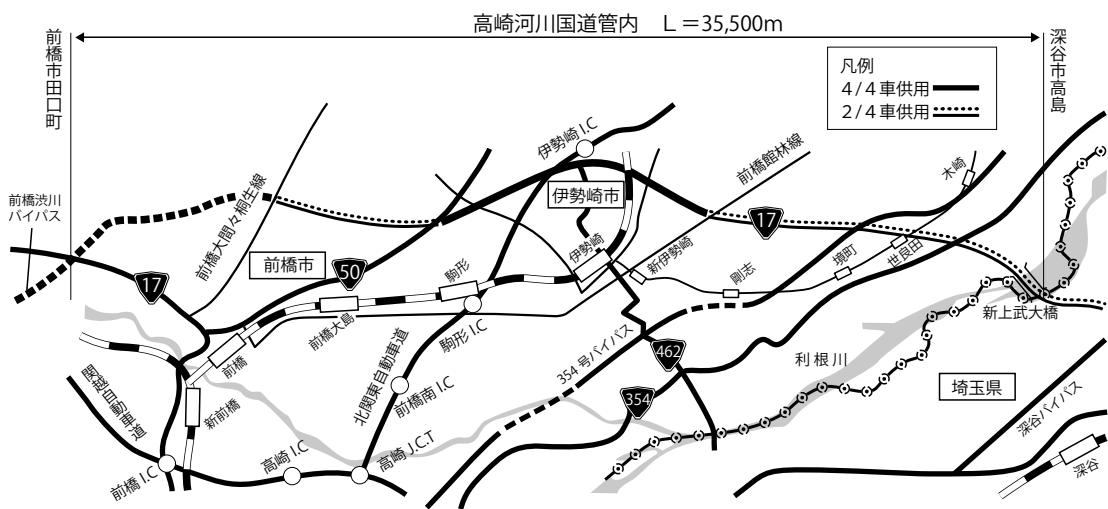 高崎河川国道管内　L＝35,500m
前橋市田口町
深谷市高島
凡例
4/4車供用
2/4車供用
前橋渋川
バイパス
17
前橋大間々桐生線
前橋市
50
駒形
前橋大島
前橋
新前橋
関越自動車道
前橋I.C
高崎I.C
高崎J.C.T
前橋南I.C
北関東自動車道
駒形I.C
伊勢崎I.C
伊勢崎市
伊勢崎
新伊勢崎
前橋館林線
17
剛志
境町
世良田
木崎
354号バイパス
462
354
利根川
新上武大橋
埼玉県
深谷バイパス
深谷